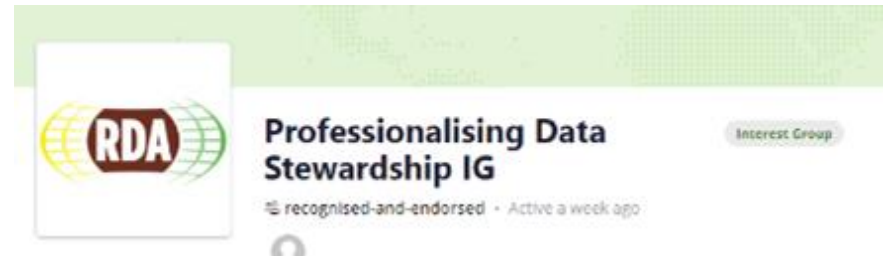 RDA
Professionalising Data
Stewardship IG
Interest Group
recognised-and-endorsed · Active a week ago